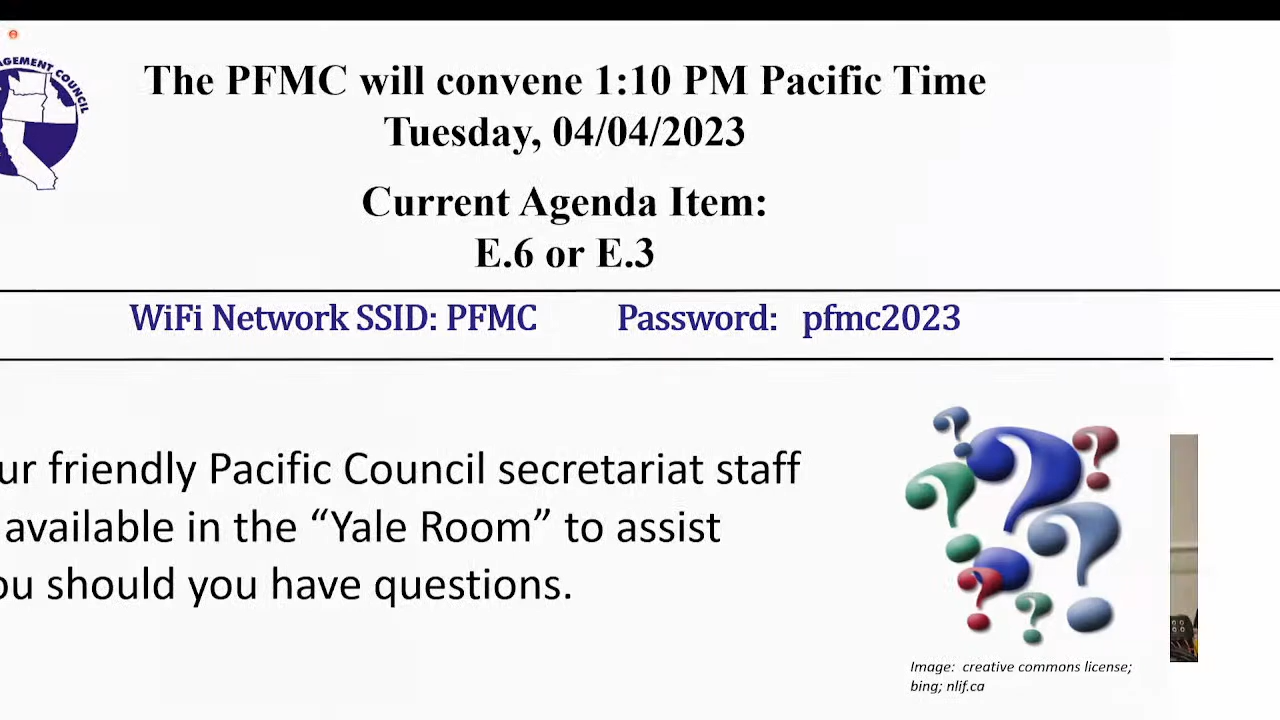 AGEMENT COUNCIL
The PFMC will convene 1:10 PM Pacific Time
Tuesday, 04/04/2023
Current Agenda Item:
E.6 or E.3
WiFi Network SSID: PFMC Password: pfmc2023
ur friendly Pacific Council secretariat staff
available in the “Yale Room” to assist
ou should you have questions.
Image: creative commons license;
bing; nlif.ca